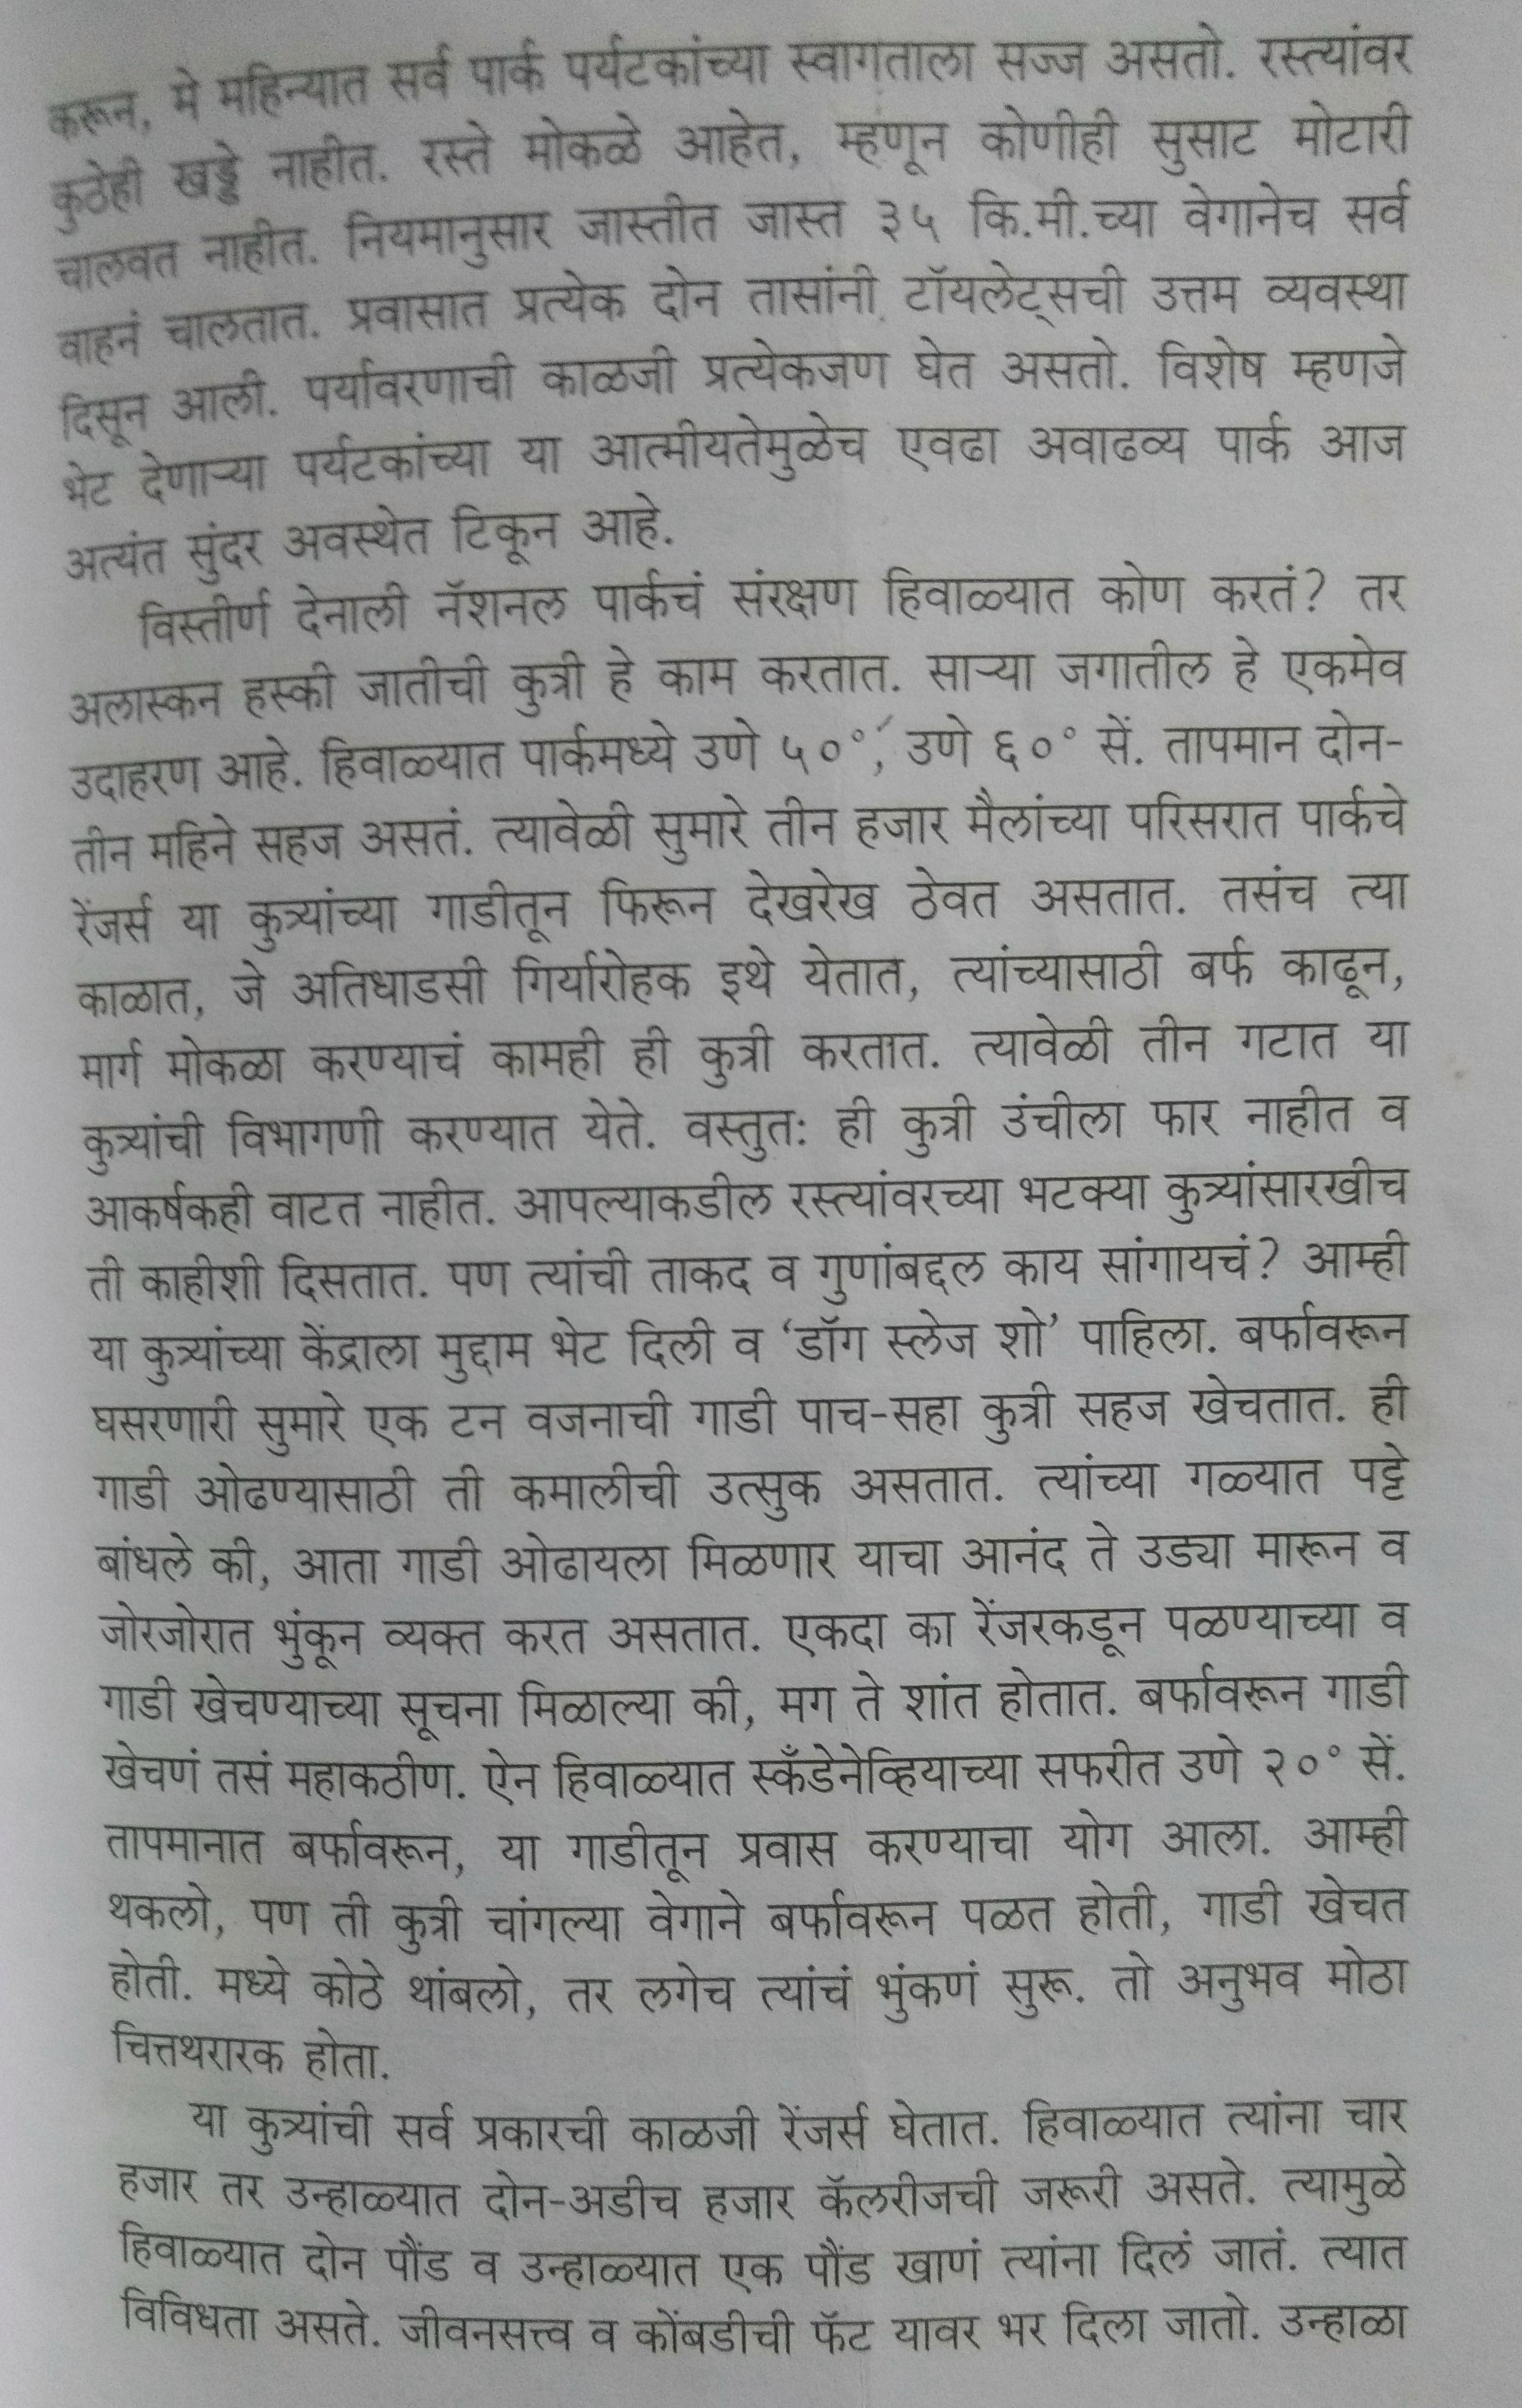 करून, मे महिन्यात सर्व पार्क पर्यटकांच्या स्वागताला सज्ज असतो. रस्त्यांवर
कुठेही खड्डे नाहीत. रस्ते मोकळे आहेत, म्हणून कोणीही सुसाट मोटारी
चालवत नाहीत. नियमानुसार जास्तीत जास्त ३५ कि.मी.च्या वेगानेच सर्व
वाहनं चालतात. प्रवासात प्रत्येक दोन तासांनी टॉयलेट्सची उत्तम व्यवस्था
दिसून आली. पर्यावरणाची काळजी प्रत्येकजण घेत असतो. विशेष म्हणजे
भेट देणाऱ्या पर्यटकांच्या या आत्मीयतेमुळेच एवढा अवाढव्य पार्क आज
अत्यंत सुंदर अवस्थेत टिकून आहे.
विस्तीर्ण देनाली नॅशनल पार्कचं संरक्षण हिवाळ्यात कोण करतं? तर
अलास्कन हस्की जातीची कुत्री हे काम करतात. साऱ्या जगातील हे एकमेव
उदाहरण आहे. हिवाळ्यात पार्कमध्ये उणे ५०°, उणे ६०° सें. तापमान दोन-
तीन महिने सहज असतं. त्यावेळी सुमारे तीन हजार मैलांच्या परिसरात पार्कचे
रेंजर्स या कुत्र्यांच्या गाडीतून फिरून देखरेख ठेवत असतात. तसंच त्या
काळात, जे अतिधाडसी गिर्यारोहक इथे येतात, त्यांच्यासाठी बर्फ काढून,
मार्ग मोकळा करण्याचं कामही ही कुत्री करतात. त्यावेळी तीन गटात या
कुत्र्यांची विभागणी करण्यात येते. वस्तुतः ही कुत्री उंचीला फार नाहीत व
आकर्षकही वाटत नाहीत. आपल्याकडील रस्त्यांवरच्या भटक्या कुत्र्यांसारखीच
ती काहीशी दिसतात. पण त्यांची ताकद व गुणांबद्दल काय सांगायचं? आम्ही
या कुत्र्यांच्या केंद्राला मुद्दाम भेट दिली व ‘डॉग स्लेज शो’ पाहिला. बर्फावरून
घसरणारी सुमारे एक टन वजनाची गाडी पाच-सहा कुत्री सहज खेचतात. ही
गाडी ओढण्यासाठी ती कमालीची उत्सुक असतात. त्यांच्या गळ्यात पट्टे
बांधले की, आता गाडी ओढायला मिळणार याचा आनंद ते उड्या मारून व
जोरजोरात भुंकून व्यक्त करत असतात. एकदा का रेंजरकडून पळण्याच्या व
गाडी खेचण्याच्या सूचना मिळाल्या की, मग ते शांत होतात. बर्फावरून गाडी
खेचणं तसं महाकठीण. ऐन हिवाळ्यात स्कँडेनेव्हियाच्या सफरीत उणे २०° सें.
तापमानात बर्फावरून, या गाडीतून प्रवास करण्याचा योग आला. आम्ही
थकलो, पण ती कुत्री चांगल्या वेगाने बर्फावरून पळत होती, गाडी खेचत
होती. मध्ये कोठे थांबलो, तर लगेच त्यांचं भुंकणं सुरू. तो अनुभव मोठा
चित्तथरारक होता.
या कुत्र्यांची सर्व प्रकारची काळजी रेंजर्स घेतात. हिवाळ्यात त्यांना चार
हजार तर उन्हाळ्यात दोन-अडीच हजार कॅलरीजची जरूरी असते. त्यामुळे
हिवाळ्यात दोन पौंड व उन्हाळ्यात एक पौंड खाणं त्यांना दिलं जातं. त्यात
विविधता असते. जीवनसत्त्व व कोंबडीची फॅट यावर भर दिला जातो. उन्हाळा